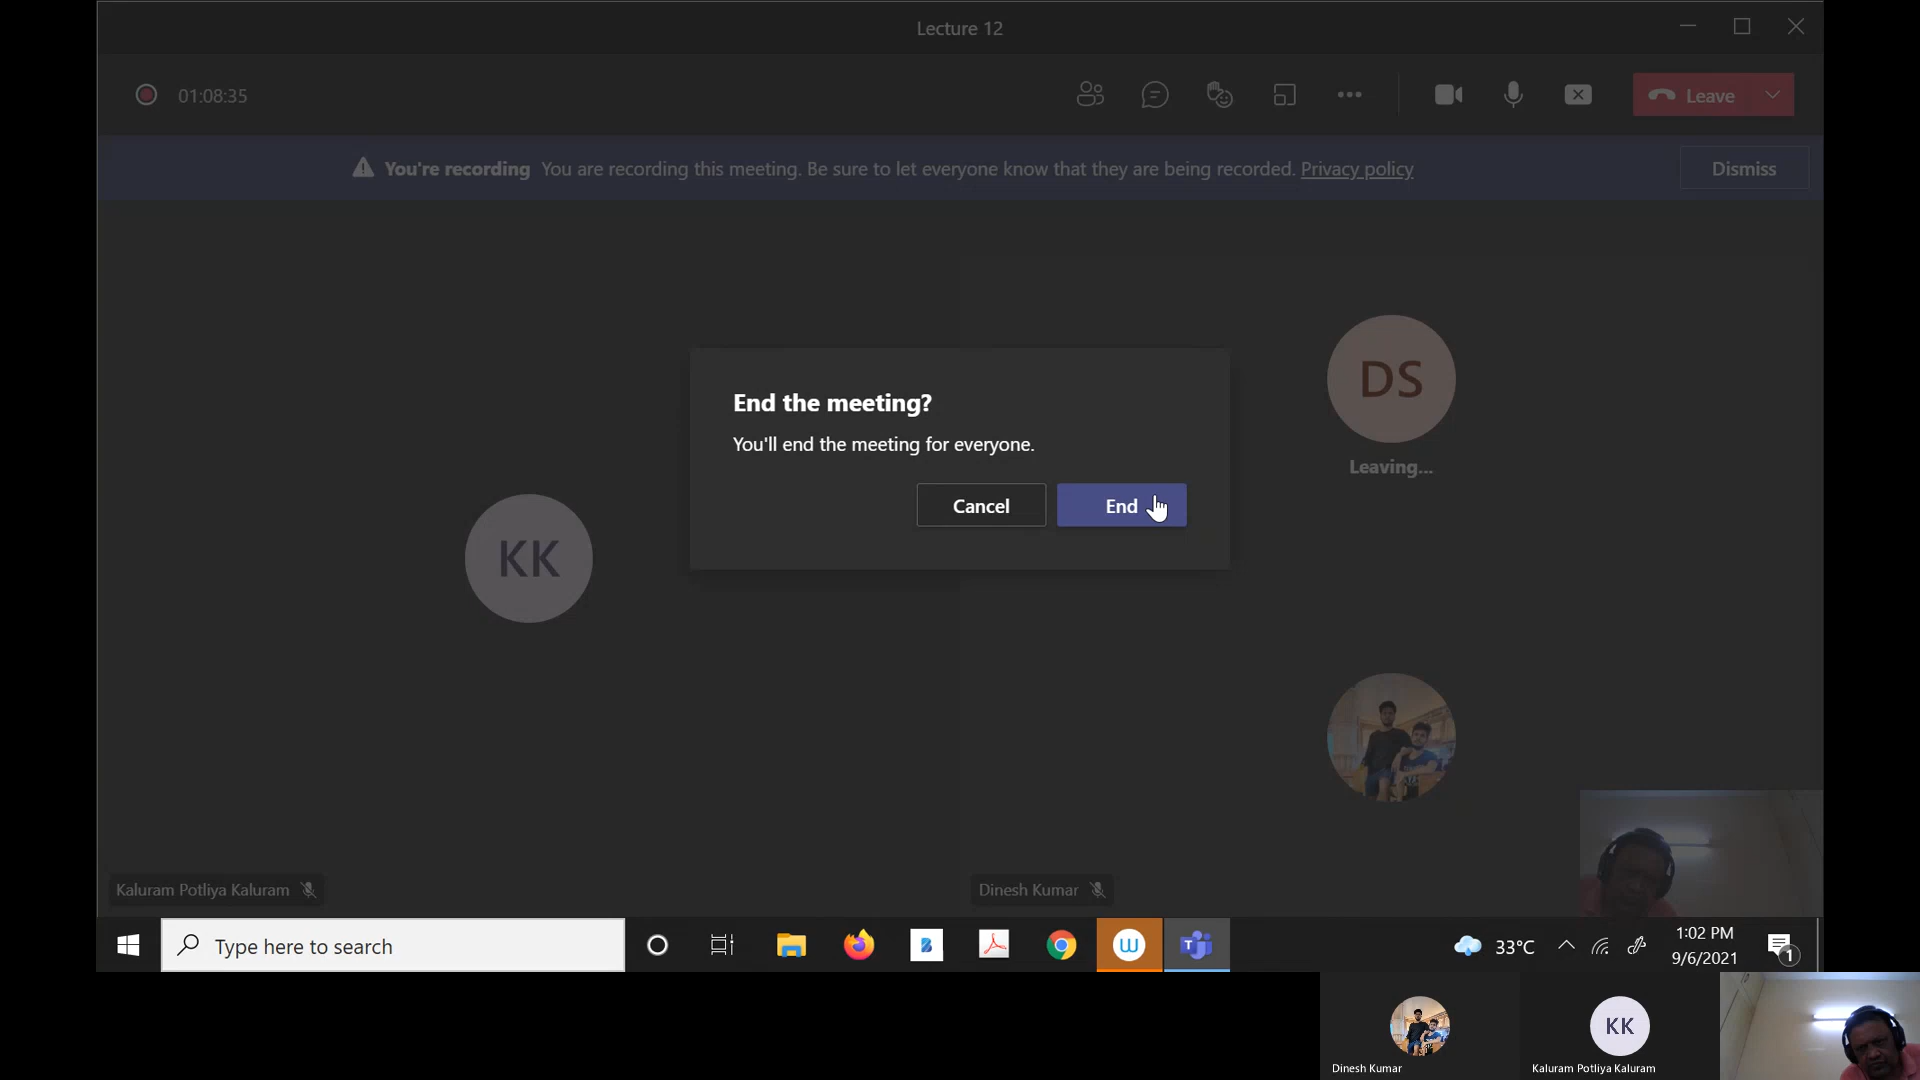 Lecture 12
01:08:35
Leave
You're recording You are recording this meeting. Be sure to let everyone know that they are being recorded. Privacy policy
Dismiss
DS
Leaving...
End the meeting?
You'll end the meeting for everyone.
Cancel
End
KK
Kaluram Potliya Kaluram
Dinesh Kumar
Type here to search
B
W
T
33°C
1:02 PM
9/6/2021
1
KK
Dinesh Kumar
Kaluram Potliya Kaluram